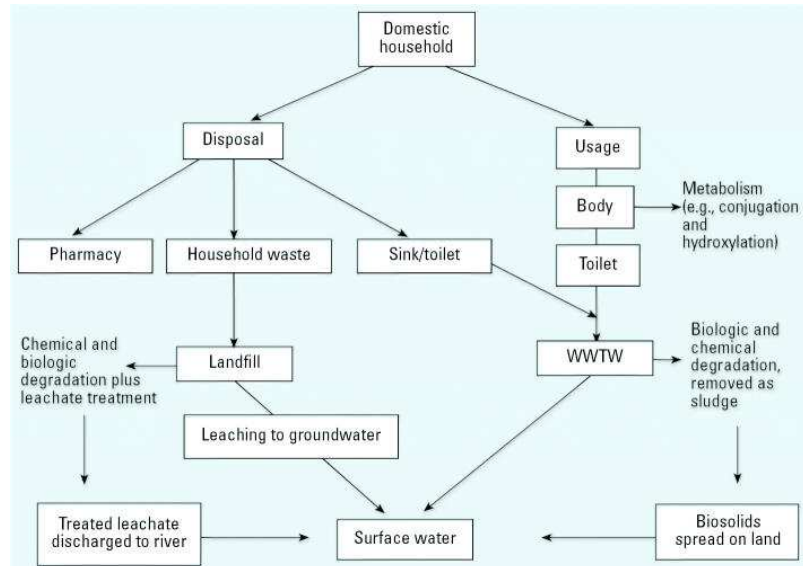 Domestic
household
Disposal
Usage
Body
Metabolism
(e.g., conjugation
and
hydroxylation)
Pharmacy
Household waste
Sink/toilet
Toilet
Chemical and
biologic
degradation plus
leachate treatment
Landfill
WWTW
Biologic and
chemical
degradation,
removed as
sludge
Leaching to groundwater
Treated leachate
discharged to river
Surface water
Biosolids
spread on land